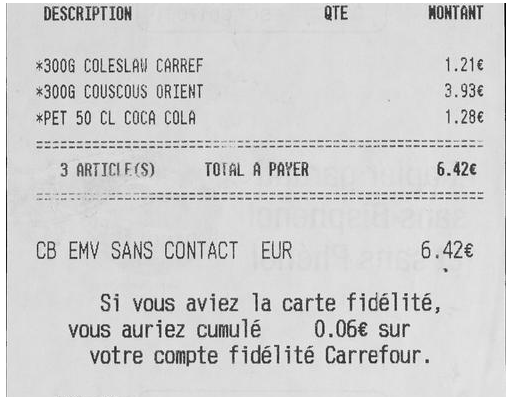 DESCRIPTION QTE MONTANT
*300G COLESLAW CARREF 1.21€
*300G COUSCOUS ORIENT 3.93€
*PET 50 CL COCA COLA 1.28€
3 ARTICLE(S) TOTAL A PAYER 6.42€
CB EMV SANS CONTACT EUR 6.42€
Si vous aviez la carte fidélité,
vous auriez cumulé 0.06€ sur
votre compte fidélité Carrefour.